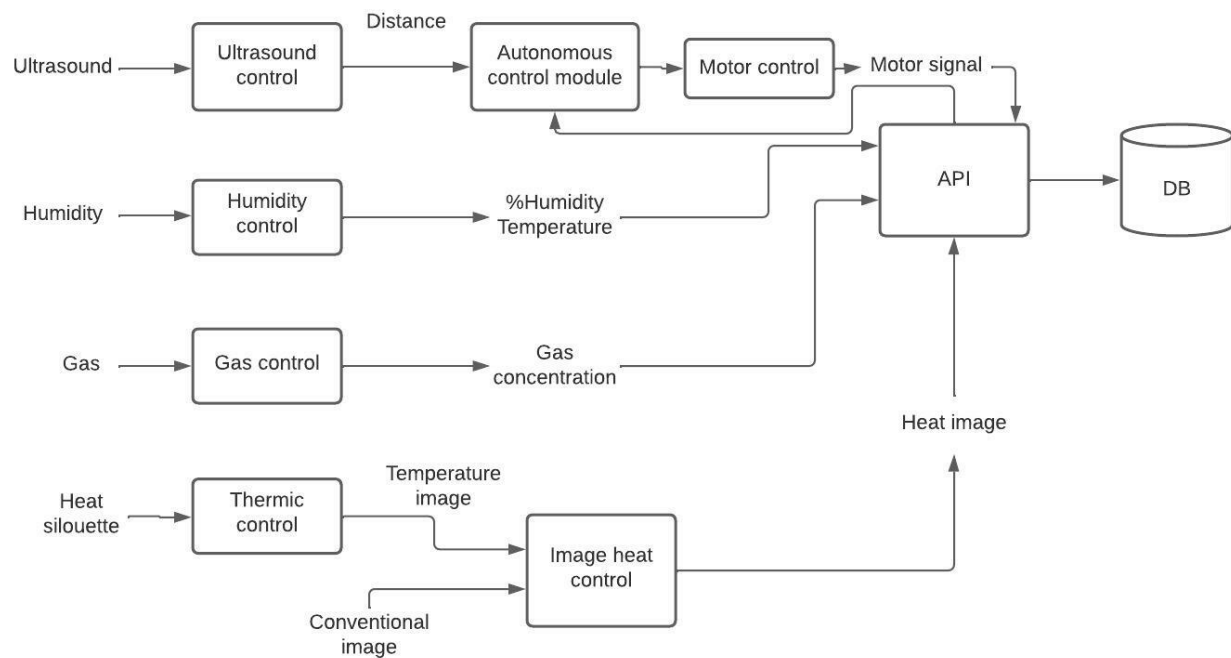 Distance
Ultrasound
Ultrasound
control
Autonomous
control module
Motor control
Motor signal
API
DB
Humidity
Humidity
control
%Humidity
Temperature
Gas
Gas control
Gas
concentration
Heat image
Heat
silouette
Thermic
control
Temperature
image
Image heat
control
Conventional
image